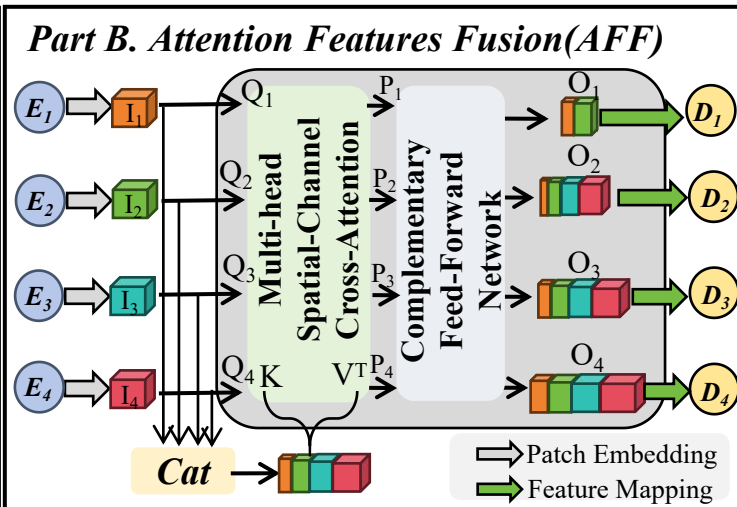 Part B. Attention Features Fusion(AFF)
E1 I1 Q1 P1 O1 D1
E2 I2 Q2 P2 O2 D2
E3 I3 Q3 P3 O3 D3
E4 I4 Q4 K VT P4 O4 D4
Multi-head
Spatial-Channel
Cross-Attention
Complementary
Feed-Forward
Network
Cat
Patch Embedding
Feature Mapping